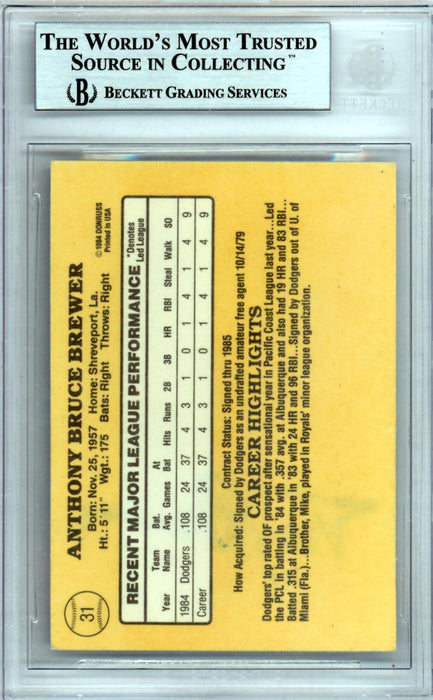 THE WORLD'S MOST TRUSTED
SOURCE IN COLLECTING™
B BECKETT GRADING SERVICES
BECKETT
31
ANTHONY BRUCE BREWER
©1984 DONRUSS
Printed in USA
Born: Nov. 25, 1957 Home: Shreveport, La.
Ht.: 5' 11" Wgt.: 175 Bats: Right Throws: Right
RECENT MAJOR LEAGUE PERFORMANCE *Denotes Led League
Year Team Name Bat. Avg. Games At Bat Hits Runs 2B 3B HR RBI Steal Walk SO
1984 Dodgers .108 24 37 4 3 1 0 1 4 1 4 9
Career .108 24 37 4 3 1 0 1 4 1 4 9
Contract Status: Signed thru 1985
How Acquired: Signed by Dodgers as an undrafted amateur free agent 10/14/79
CAREER HIGHLIGHTS
Dodgers' top rated OF prospect after sensational year in Pacific Coast League last year...Led
the PCL in batting in '84 with .357 avg. at Albuquerque and also had 19 HR and 83 RBI...
Batted .315 at Albuquerque in '83 with 24 HR and 96 RBI...Signed by Dodgers out of U. of
Miami (Fla.)...Brother, Mike, played in Royals' minor league organization.